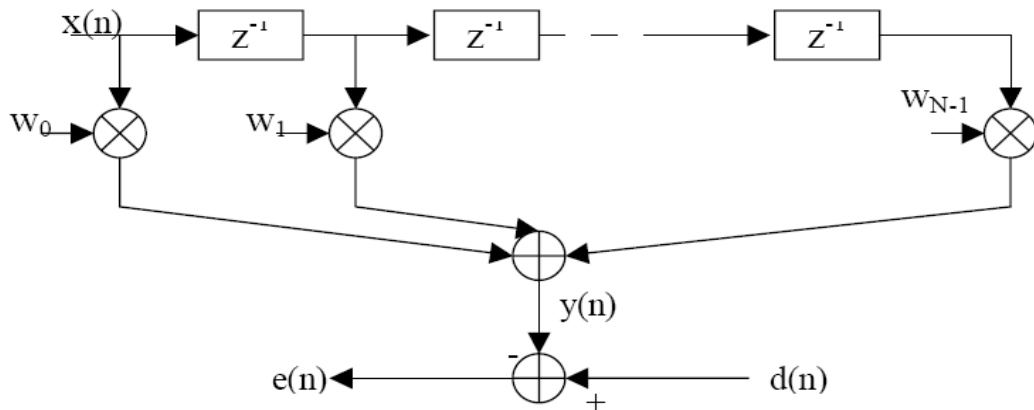 x(n) z⁻¹ z⁻¹ z⁻¹
w₀ w₁ w_N-1
y(n)
-
e(n) d(n)
+